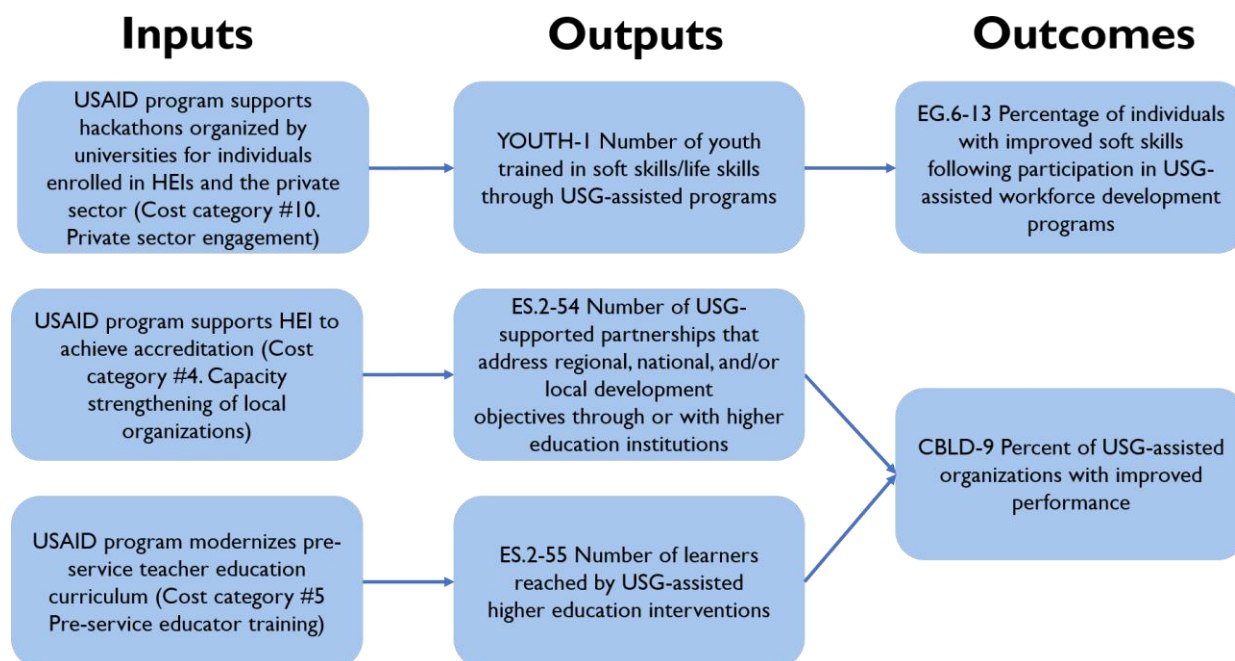 Inputs
Outputs
Outcomes
USAID program supports
hackathons organized by
universities for individuals
enrolled in HEIs and the private
sector (Cost category #10.
Private sector engagement)
YOUTH-1 Number of youth
trained in soft skills/life skills
through USG-assisted programs
EG.6-13 Percentage of individuals
with improved soft skills
following participation in USG-
assisted workforce development
programs
USAID program supports HEI to
achieve accreditation (Cost
category #4. Capacity
strengthening of local
organizations)
ES.2-54 Number of USG-
supported partnerships that
address regional, national, and/or
local development
objectives through or with higher
education institutions
CBLD-9 Percent of USG-assisted
organizations with improved
performance
USAID program modernizes pre-
service teacher education
curriculum (Cost category #5
Pre-service educator training)
ES.2-55 Number of learners
reached by USG-assisted
higher education interventions